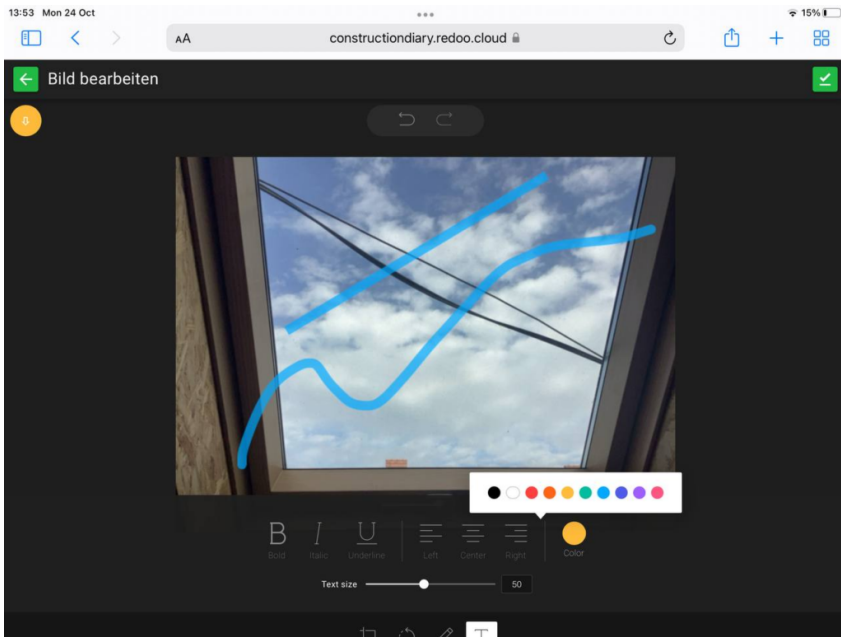 13:53 Mon 24 Oct
15%
AA
constructiondiary.redoo.cloud
Bild bearbeiten
B I U
Bold Italic Underline Left Center Right Color
Text size 50
T